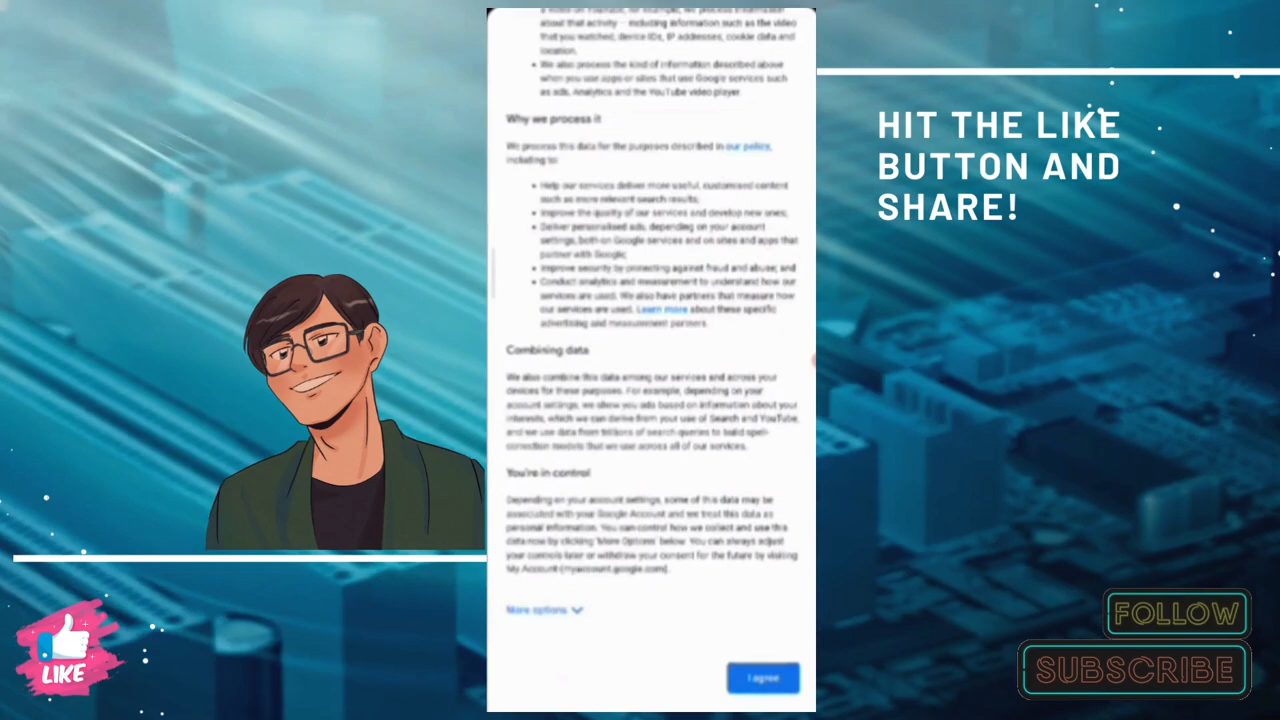 a video on YouTube, for example, we process information
about that activity – including information such as the video
that you watched, device IDs, IP addresses, cookie data and
location.
• We also process the kind of information described above
when you use apps or sites that use Google services such
as ads, Analytics and the YouTube video player.
Why we process it
We process this data for the purposes described in our policy,
including to:
• Help our services deliver more useful, customised content
such as more relevant search results;
• Improve the quality of our services and develop new ones;
• Deliver personalised ads, depending on your account
settings, both on Google services and on sites and apps that
partner with Google;
• Improve security by protecting against fraud and abuse; and
• Conduct analytics and measurement to understand how our
services are used. We also have partners that measure how
our services are used. Learn more about these specific
advertising and measurement partners.
Combining data
We also combine this data among our services and across your
devices for these purposes. For example, depending on your
account settings, we show you ads based on information about your
interests, which we can derive from your use of Search and YouTube,
and we use data from trillions of search queries to build spell-
correction models that we use across all of our services.
You're in control
Depending on your account settings, some of this data may be
associated with your Google Account and we treat this data as
personal information. You can control how we collect and use this
data now by clicking 'More Options' below. You can always adjust
your controls later or withdraw your consent for the future by visiting
My Account (myaccount.google.com).
More options
I agree
HIT THE LIKE
BUTTON AND
SHARE!
LIKE
FOLLOW
SUBSCRIBE